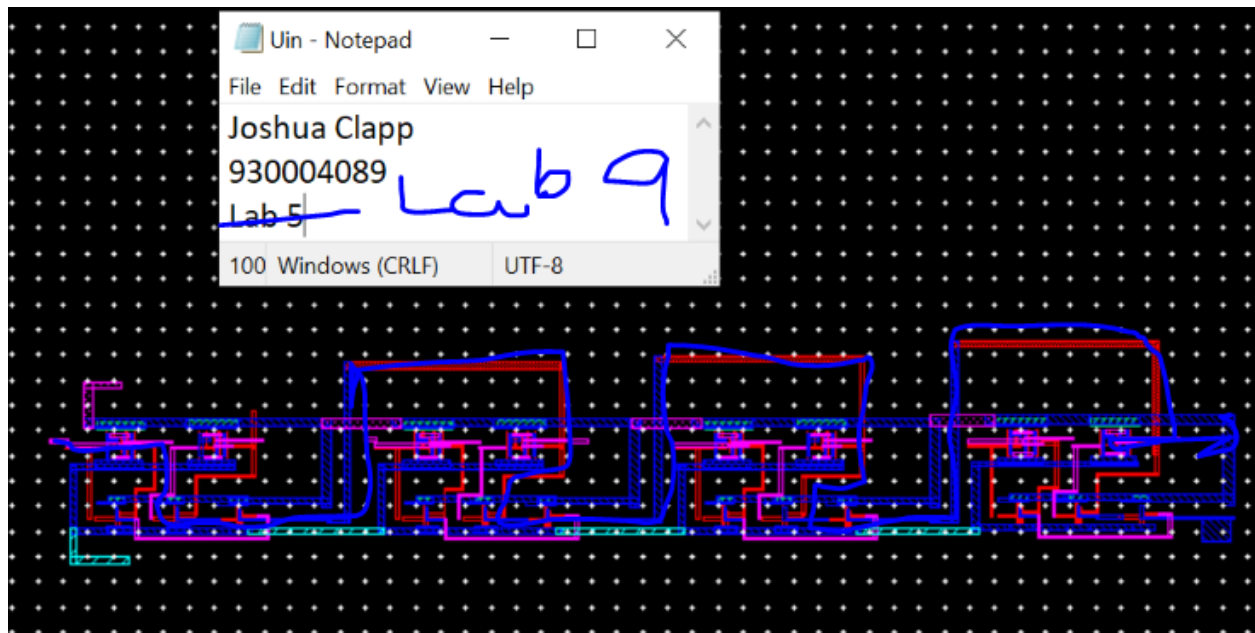 Uin - Notepad
File Edit Format View Help
Joshua Clapp
930004089
Lab 5 Lab 9
100 Windows (CRLF) UTF-8